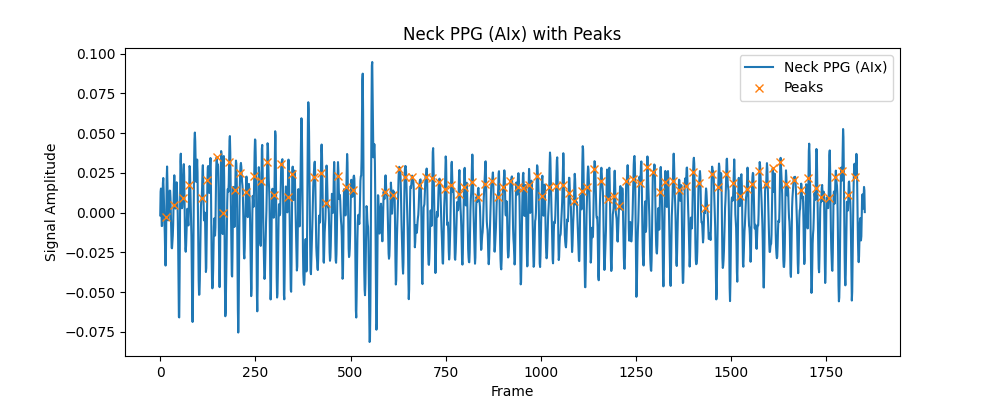 Neck PPG (AIx) with Peaks
Neck PPG (AIx)
Peaks
Signal Amplitude
0.100
0.075
0.050
0.025
0.000
−0.025
−0.050
−0.075
0 250 500 750 1000 1250 1500 1750
Frame